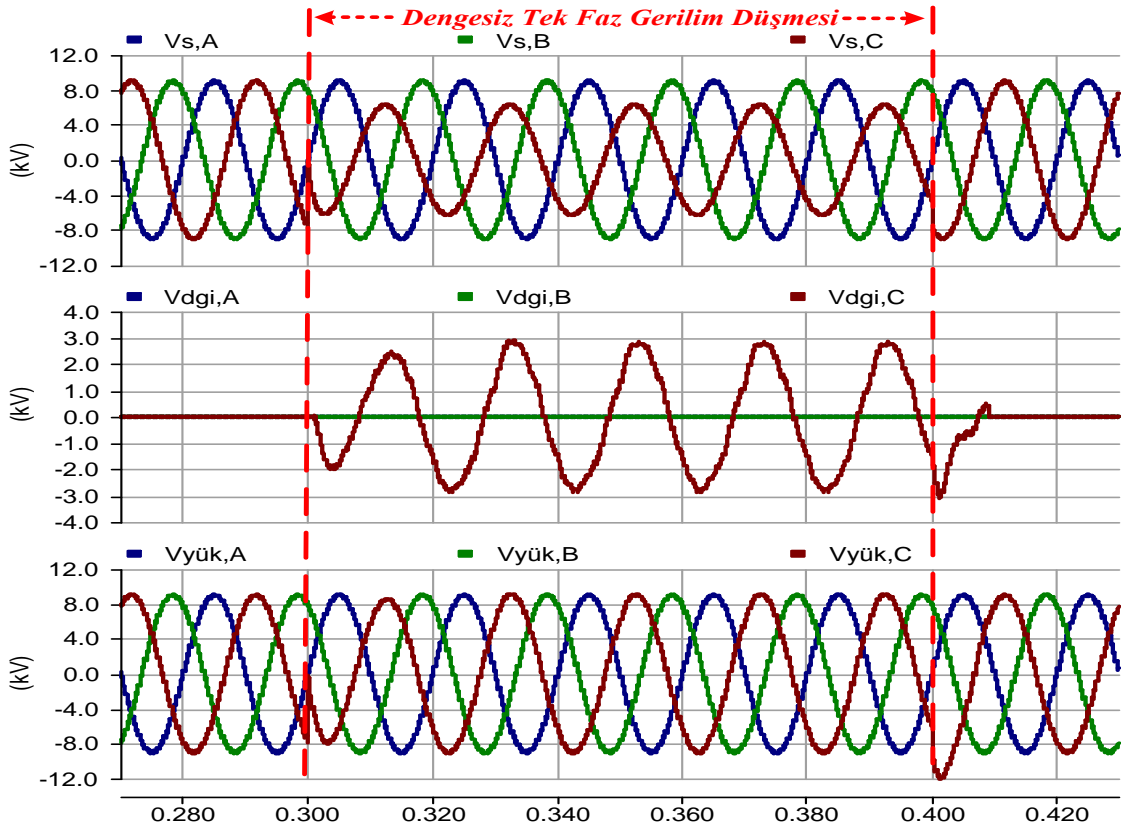 Dengesiz Tek Faz Gerilim Düşmesi
Vs,A Vs,B Vs,C
12.0
8.0
4.0
0.0
-4.0
-8.0
-12.0
(kV)
Vdgi,A Vdgi,B Vdgi,C
4.0
3.0
2.0
1.0
0.0
-1.0
-2.0
-3.0
-4.0
(kV)
Vyük,A Vyük,B Vyük,C
12.0
8.0
4.0
0.0
-4.0
-8.0
-12.0
(kV)
0.280 0.300 0.320 0.340 0.360 0.380 0.400 0.420